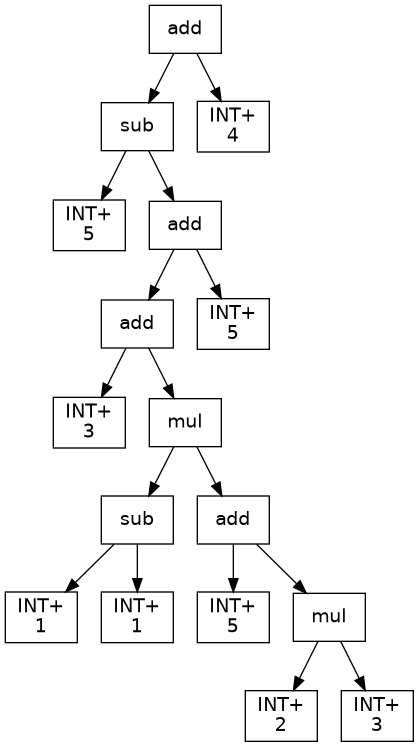 add
sub
INT+
4
INT+
5
add
add
INT+
5
INT+
3
mul
sub
add
INT+
1
INT+
1
INT+
5
mul
INT+
2
INT+
3